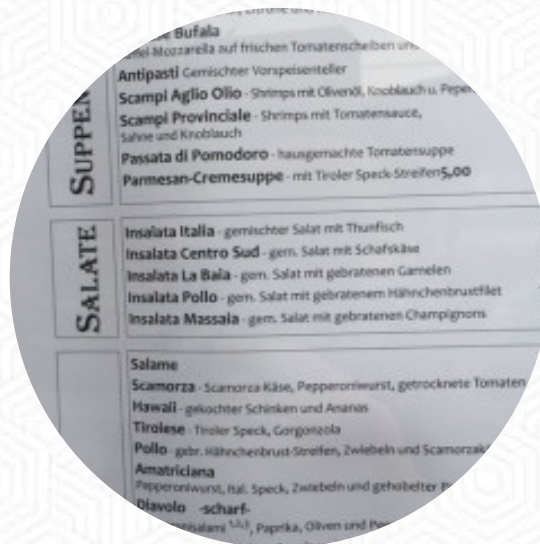 Bufala
Mozzarella auf frischen Tomatenscheiben
Antipasti Gemischter Vorspeisenteller
Scampi Aglio Olio - Shrimps mit Olivenöl, Knoblauch u.
Scampi Provinciale - Shrimps mit Tomatensauce,
Sahne und Knoblauch
Passata di Pomodoro - hausgemachte Tomatensuppe
Parmesan-Cremesuppe - mit Tiroler Speck-Streifen 5,00
SUPPEN
Insalata Italia - gemischter Salat mit Thunfisch
Insalata Centro Sud - gem. Salat mit Schafskäse
Insalata La Baia - gem. Salat mit gebratenen Garnelen
Insalata Pollo - gem. Salat mit gebratenem Hähnchenbrustfilet
Insalata Massaia - gem. Salat mit gebratenen Champignons
SALATE
Salame
Scamorza - Scamorza Käse, Pepperoniwurst, getrocknete Tomaten
Hawaii - gekochter Schinken und Ananas
Tirolese - Tiroler Speck, Gorgonzola
Pollo - gebr. Hähnchenbrust-Streifen, Zwiebeln und
Amatriciana
Pepperoniwurst, ital. Speck, Zwiebeln und gehobelter
Diavolo -scharf-
Paprika, Oliven und